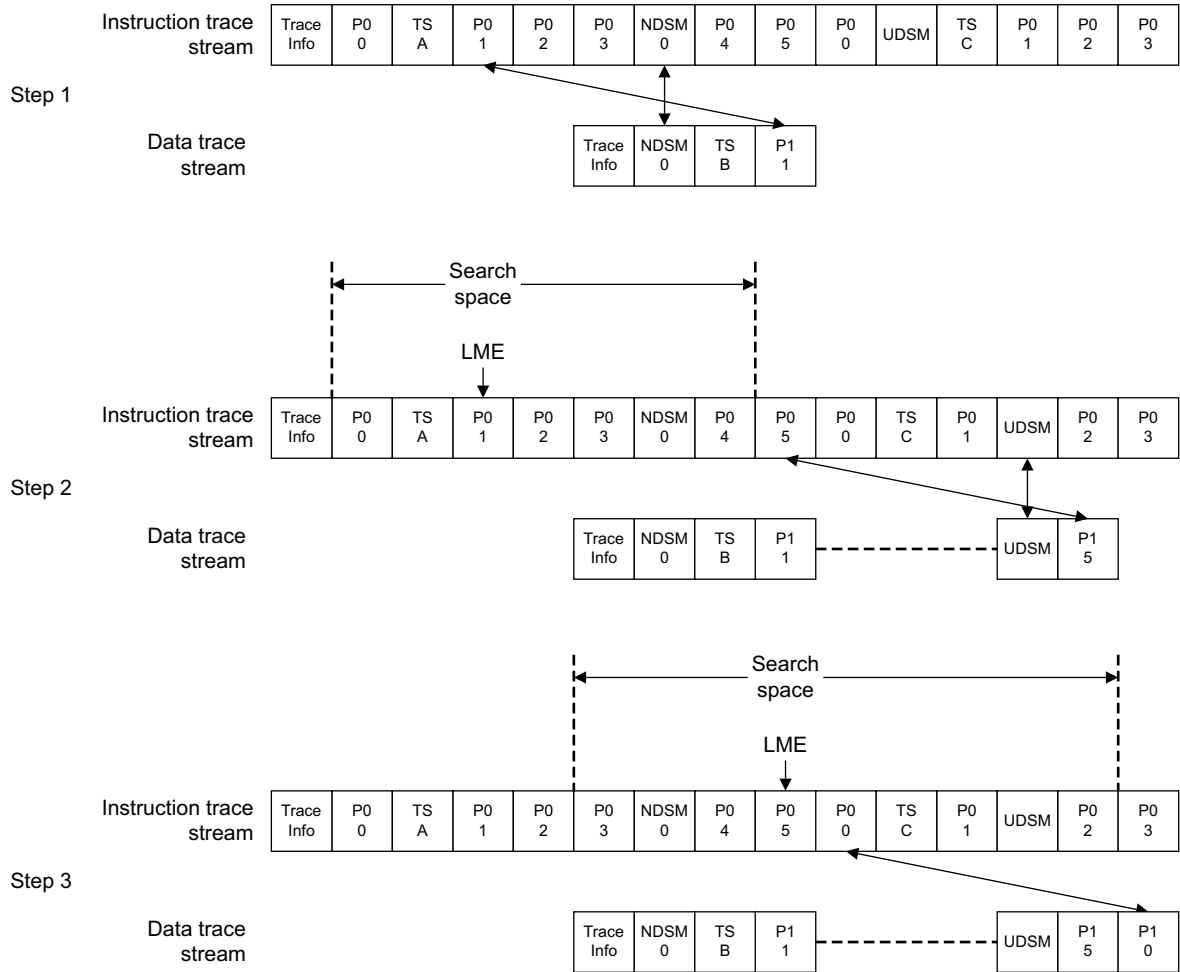 Instruction trace
stream
Trace
Info
P0
0
TS
A
P0
1
P0
2
P0
3
NDSM
0
P0
4
P0
5
P0
0
UDSM
TS
C
P0
1
P0
2
P0
3
Step 1
Data trace
stream
Trace
Info
NDSM
0
TS
B
P1
1
Search
space
LME
Instruction trace
stream
Trace
Info
P0
0
TS
A
P0
1
P0
2
P0
3
NDSM
0
P0
4
P0
5
P0
0
TS
C
P0
1
UDSM
P0
2
P0
3
Step 2
Data trace
stream
Trace
Info
NDSM
0
TS
B
P1
1
UDSM
P1
5
Search
space
LME
Instruction trace
stream
Trace
Info
P0
0
TS
A
P0
1
P0
2
P0
3
NDSM
0
P0
4
P0
5
P0
0
TS
C
P0
1
UDSM
P0
2
P0
3
Step 3
Data trace
stream
Trace
Info
NDSM
0
TS
B
P1
1
UDSM
P1
5
P1
0